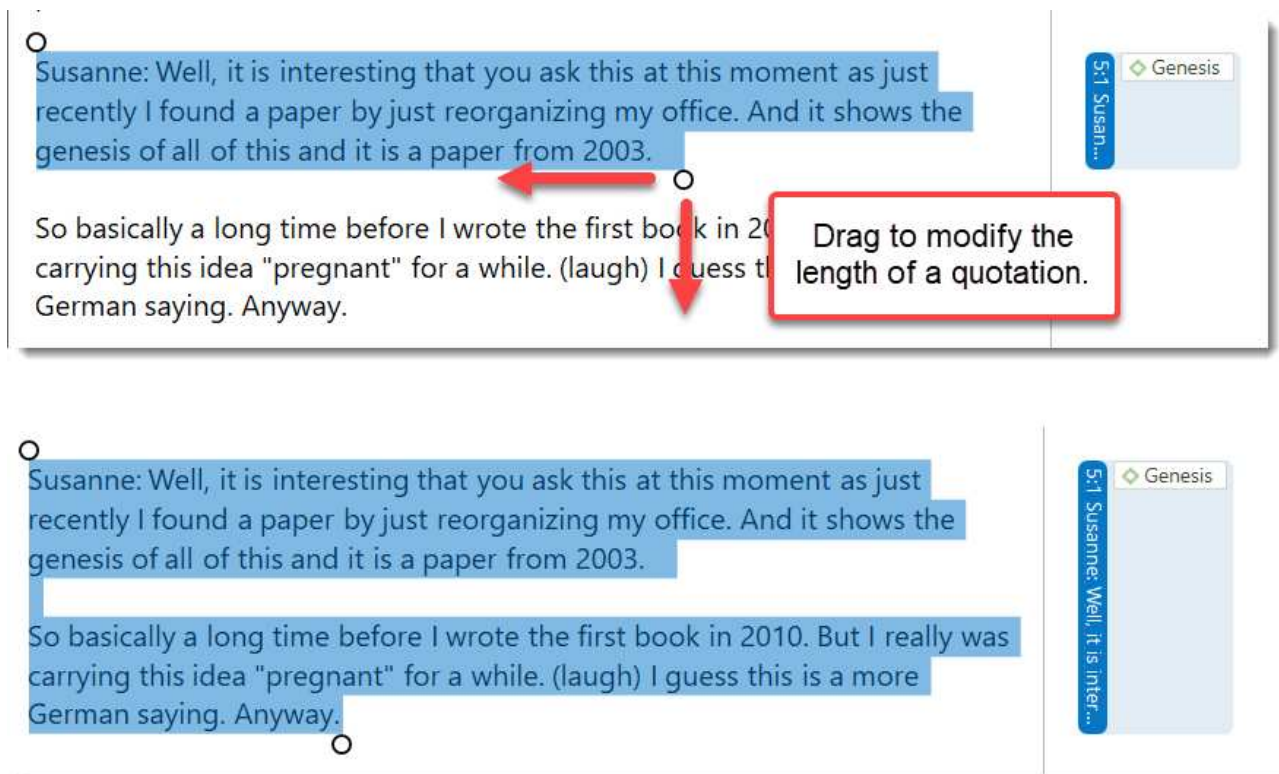 Susanne: Well, it is interesting that you ask this at this moment as just
recently I found a paper by just reorganizing my office. And it shows the
genesis of all of this and it is a paper from 2003.
So basically a long time before I wrote the first book in
carrying this idea "pregnant" for a while. (laugh) I guess
German saying. Anyway.
Drag to modify the
length of a quotation.
5:1 Susan...
Genesis
Susanne: Well, it is interesting that you ask this at this moment as just
recently I found a paper by just reorganizing my office. And it shows the
genesis of all of this and it is a paper from 2003.
So basically a long time before I wrote the first book in 2010. But I really was
carrying this idea "pregnant" for a while. (laugh) I guess this is a more
German saying. Anyway.
5:1 Susanne: Well, it is inter...
Genesis